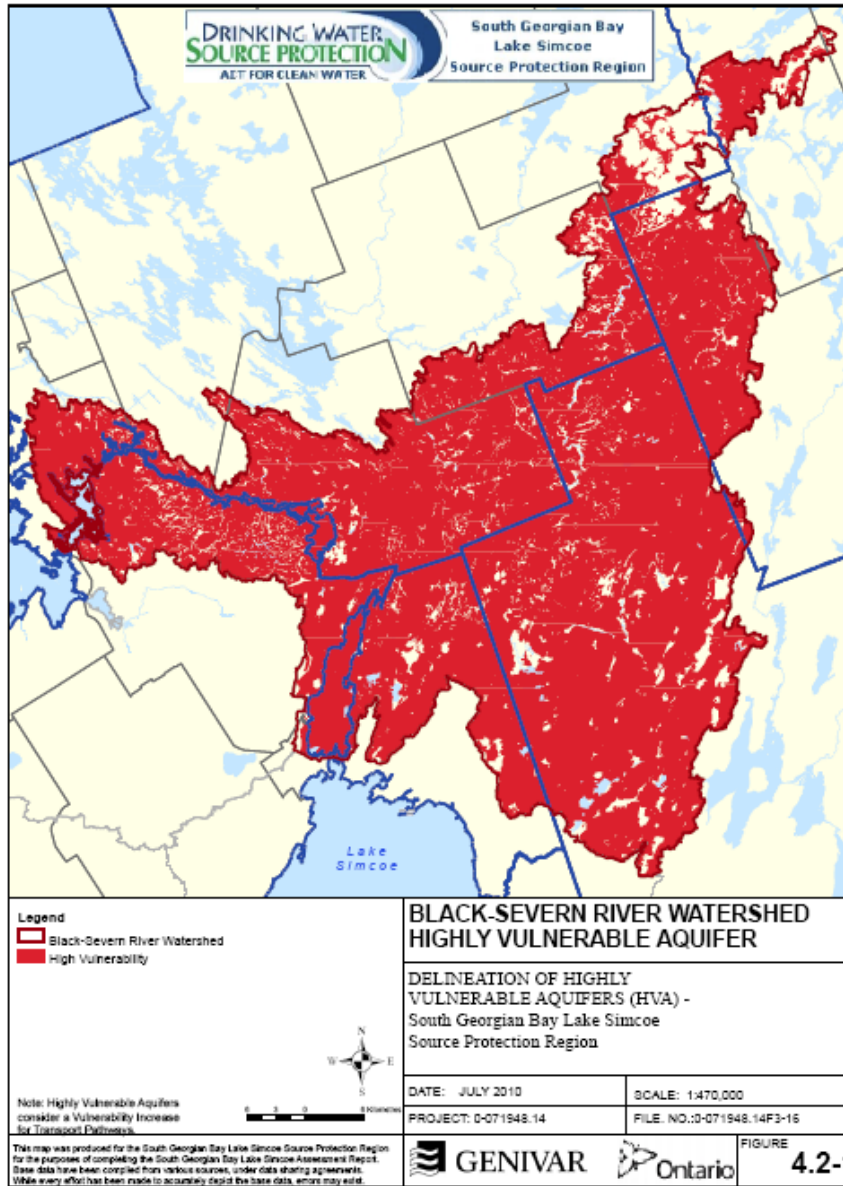 DRINKING WATER
SOURCE PROTECTION
ACT FOR CLEAN WATER
South Georgian Bay
Lake Simcoe
Source Protection Region
Lake
Simcoe
Legend
Black-Severn River Watershed
High Vulnerability
N
W
E
S
Note: Highly Vulnerable Aquifers
consider a Vulnerability Increase
for Transport Pathways.
Kilometres
This map was produced for the South Georgian Bay Lake Simcoe Source Protection Region
for the purposes of completing the South Georgian Bay Lake Simcoe Assessment Report.
Base data have been compiled from various sources, under data sharing agreements.
While every effort has been made to accurately depict the base data, errors may exist.
BLACK-SEVERN RIVER WATERSHED
HIGHLY VULNERABLE AQUIFER
DELINEATION OF HIGHLY
VULNERABLE AQUIFERS (HVA) -
South Georgian Bay Lake Simcoe
Source Protection Region
DATE: JULY 2010
SCALE: 1:470,000
PROJECT: 0-071948.14
FILE. NO.:0-071948.14F3-16
GENIVAR
Ontario
FIGURE
4.2-